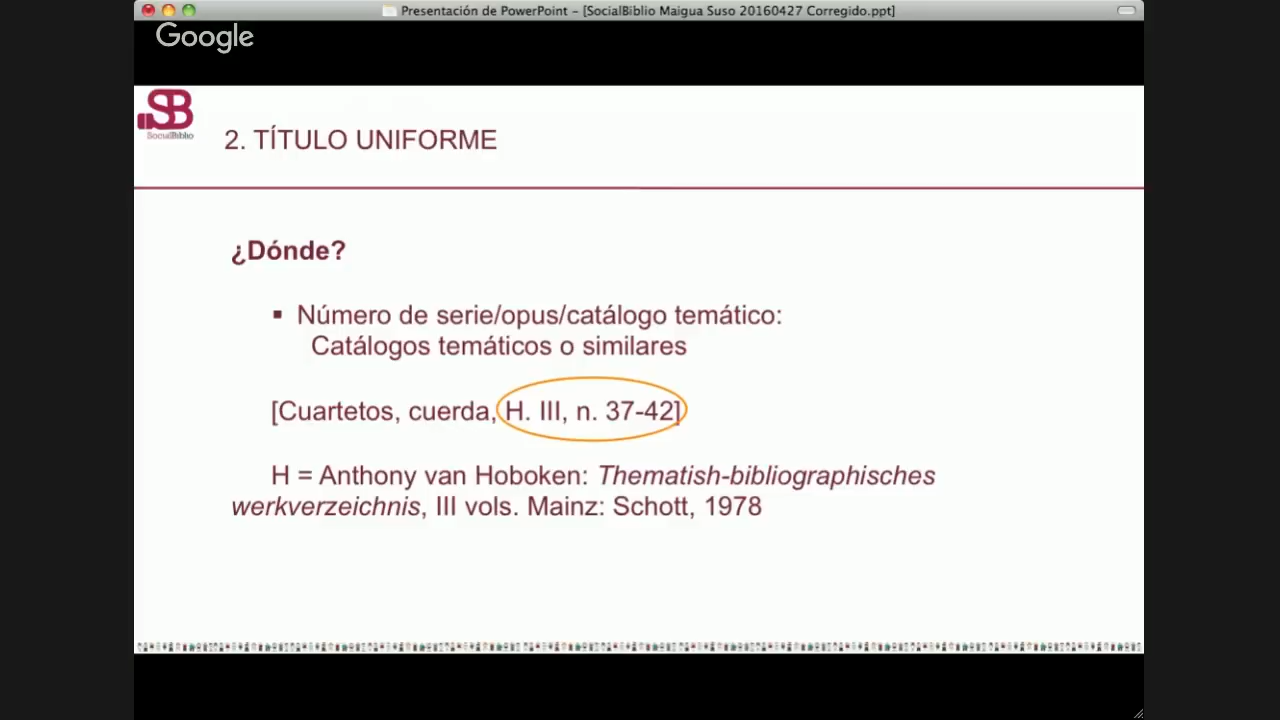 Presentación de PowerPoint – [SocialBiblio Maigua Suso 20160427 Corregido.ppt]
Google
SB
SocialBiblio
2. TÍTULO UNIFORME
¿Dónde?
▪ Número de serie/opus/catálogo temático:
Catálogos temáticos o similares
[Cuartetos, cuerda, H. III, n. 37-42]
H = Anthony van Hoboken: Thematish-bibliographisches
werkverzeichnis, III vols. Mainz: Schott, 1978